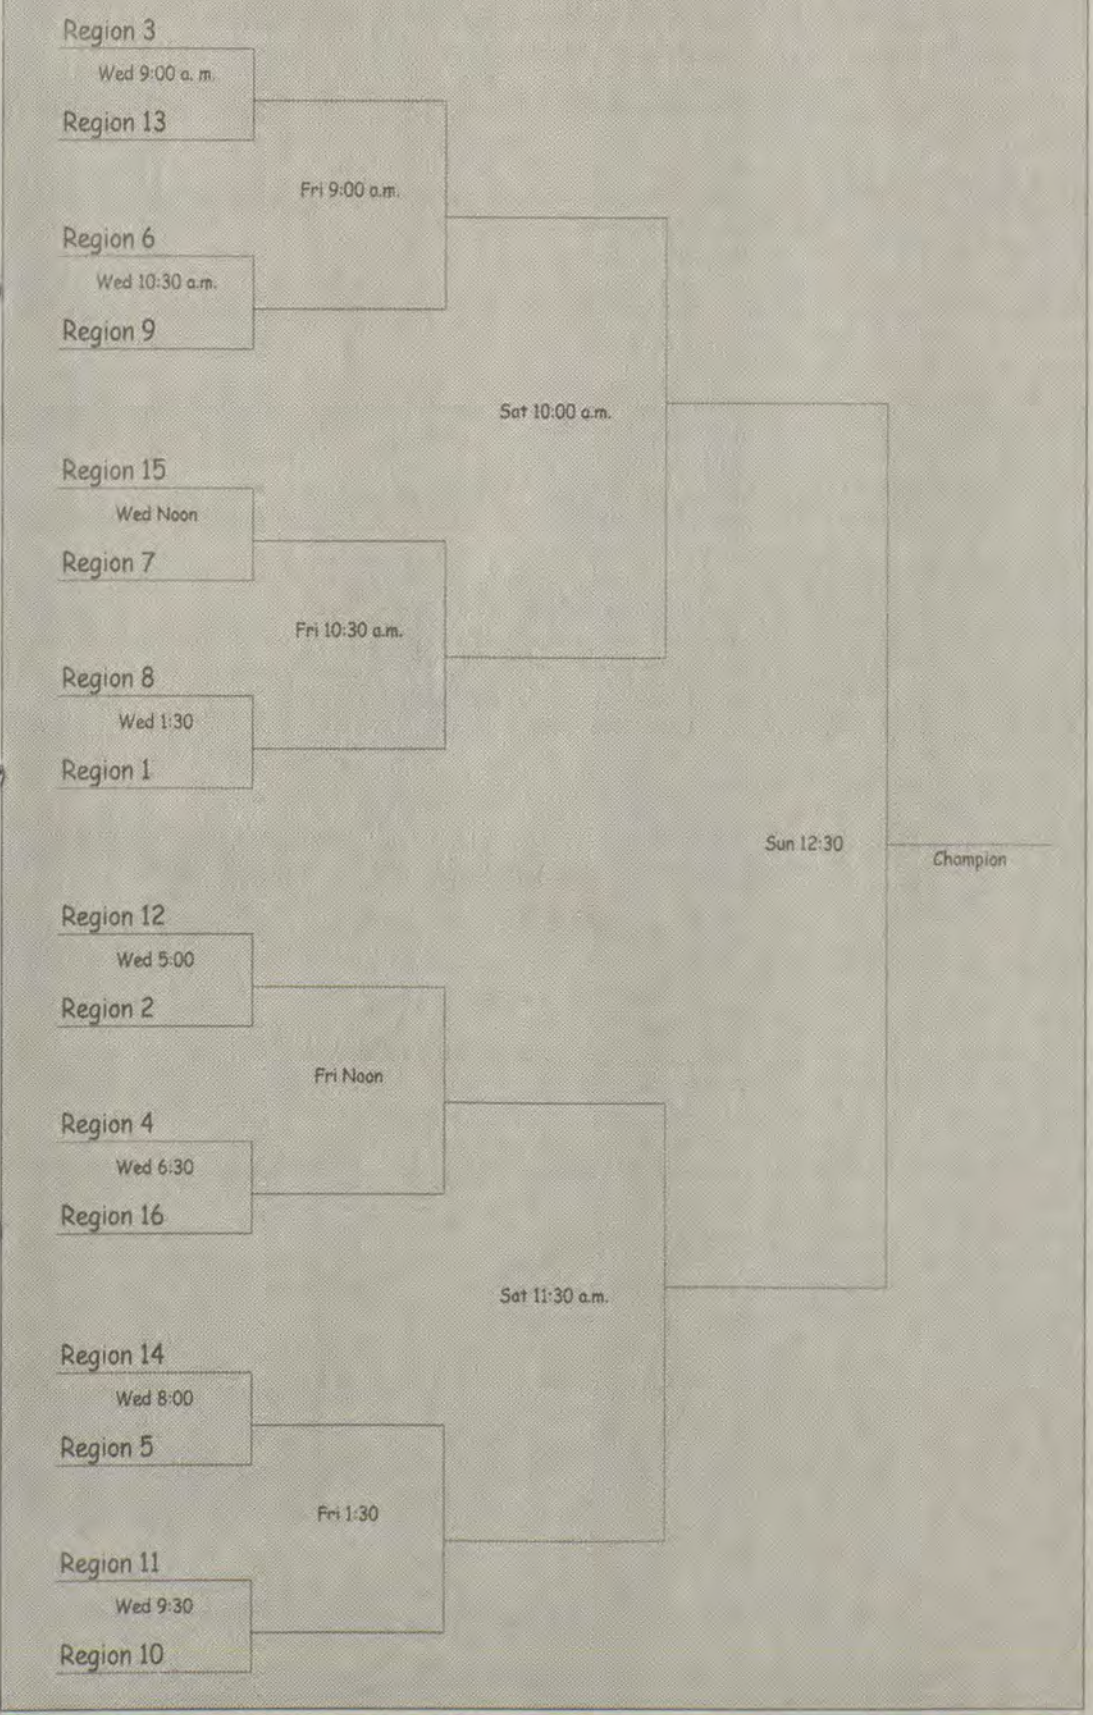 Region 3
Wed 9:00 a. m.
Region 13
Fri 9:00 a.m.
Region 6
Wed 10:30 a.m.
Region 9
Sat 10:00 a.m.
Region 15
Wed Noon
Region 7
Fri 10:30 a.m.
Region 8
Wed 1:30
Region 1
Sun 12:30
Champion
Region 12
Wed 5:00
Region 2
Fri Noon
Region 4
Wed 6:30
Region 16
Sat 11:30 a.m.
Region 14
Wed 8:00
Region 5
Fri 1:30
Region 11
Wed 9:30
Region 10